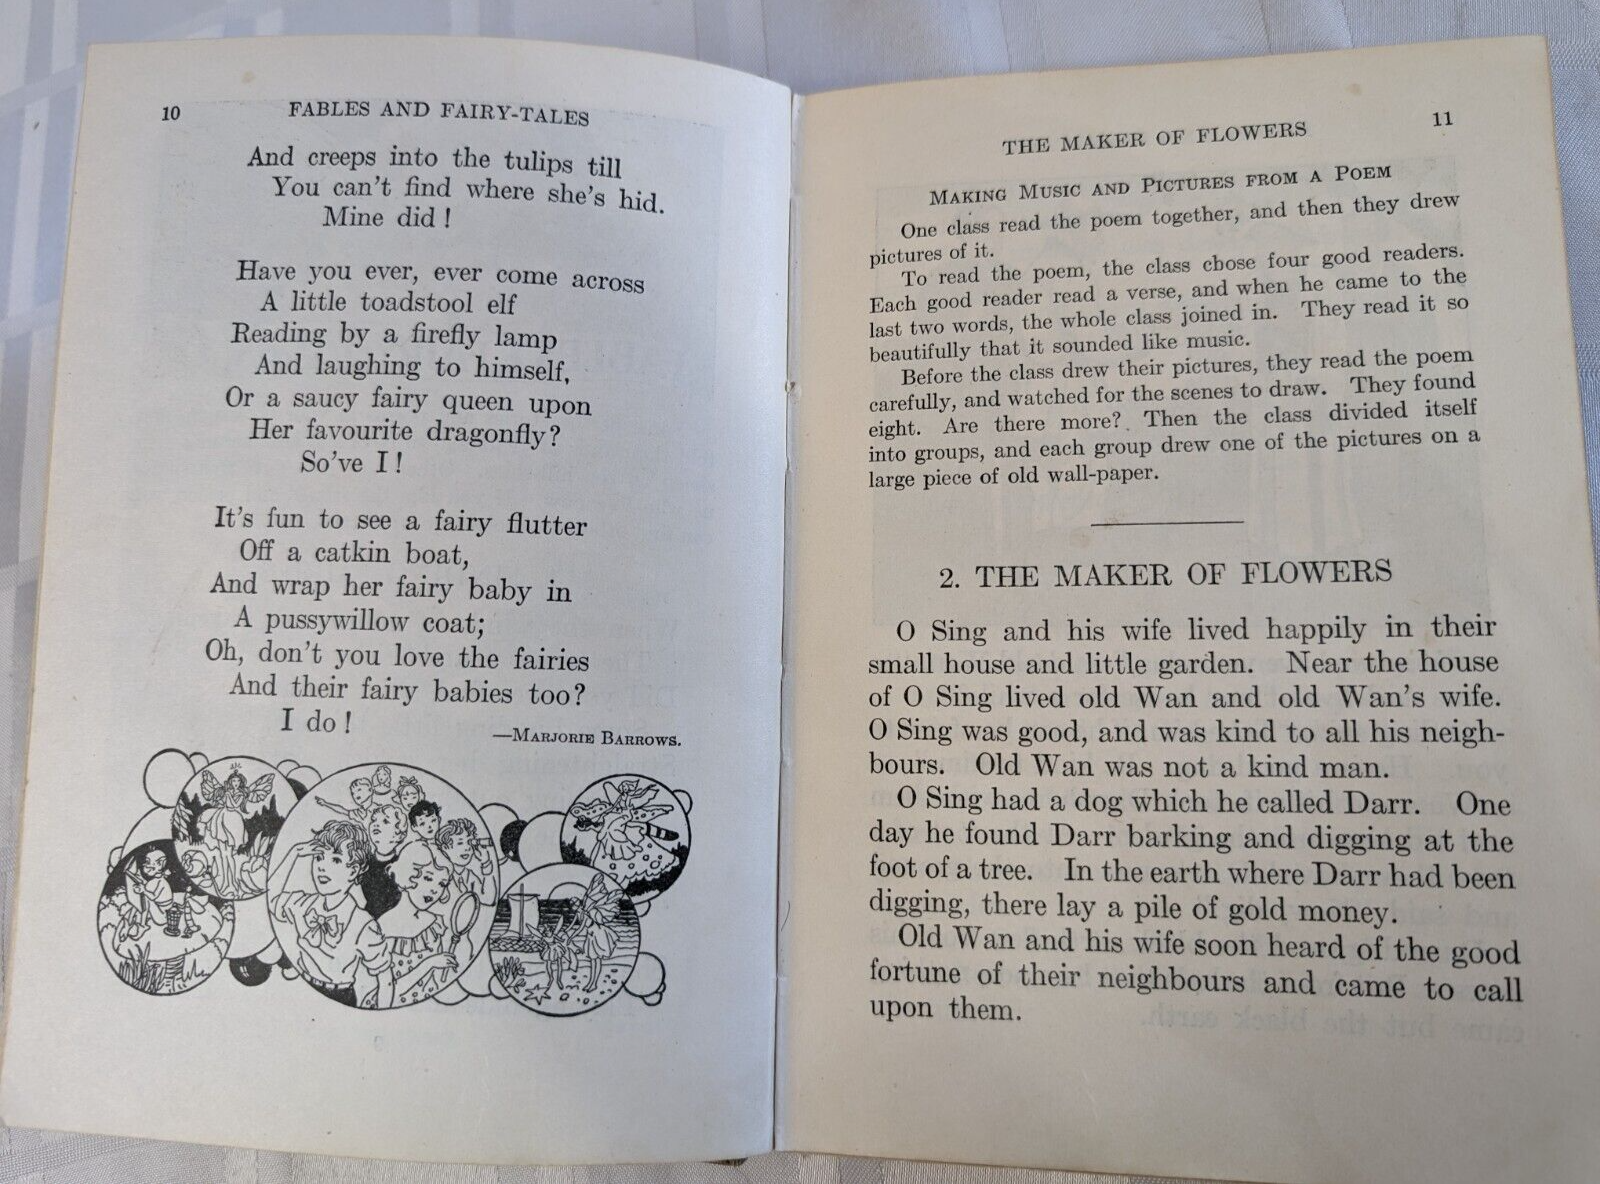 10 FABLES AND FAIRY-TALES
And creeps into the tulips till
You can't find where she's hid.
Mine did!
Have you ever, ever come across
A little toadstool elf
Reading by a firefly lamp
And laughing to himself,
Or a saucy fairy queen upon
Her favourite dragonfly?
So've I!
It's fun to see a fairy flutter
Off a catkin boat,
And wrap her fairy baby in
A pussywillow coat;
Oh, don't you love the fairies
And their fairy babies too?
I do!
—MARJORIE BARROWS.
THE MAKER OF FLOWERS 11
MAKING MUSIC AND PICTURES FROM A POEM
One class read the poem together, and then they drew
pictures of it.
To read the poem, the class chose four good readers.
Each good reader read a verse, and when he came to the
last two words, the whole class joined in. They read it so
beautifully that it sounded like music.
Before the class drew their pictures, they read the poem
carefully, and watched for the scenes to draw. They found
eight. Are there more? Then the class divided itself
into groups, and each group drew one of the pictures on a
large piece of old wall-paper.
2. THE MAKER OF FLOWERS
O Sing and his wife lived happily in their
small house and little garden. Near the house
of O Sing lived old Wan and old Wan's wife.
O Sing was good, and was kind to all his neigh-
bours. Old Wan was not a kind man.
O Sing had a dog which he called Darr. One
day he found Darr barking and digging at the
foot of a tree. In the earth where Darr had been
digging, there lay a pile of gold money.
Old Wan and his wife soon heard of the good
fortune of their neighbours and came to call
upon them.